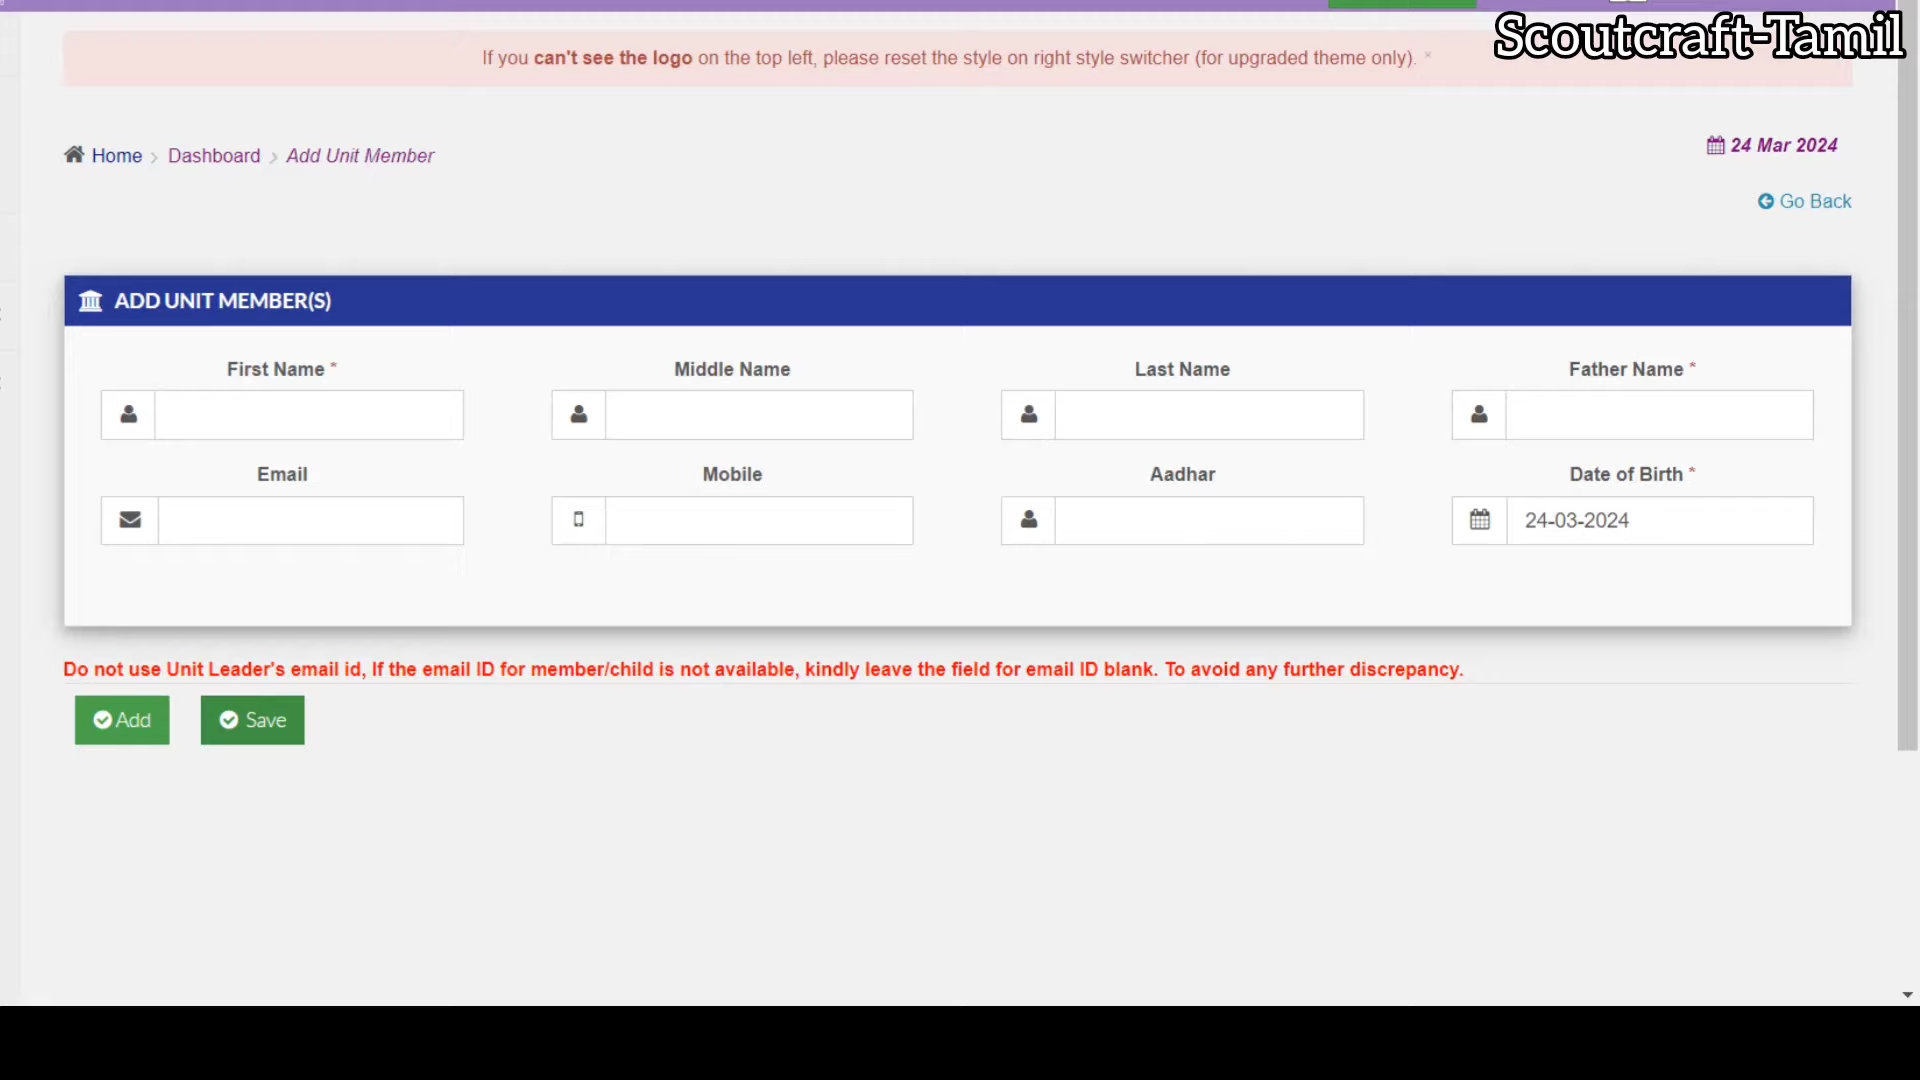 Scoutcraft-Tamil
If you can't see the logo on the top left, please reset the style on right style switcher (for upgraded theme only). ×
Home > Dashboard > Add Unit Member
24 Mar 2024
Go Back
ADD UNIT MEMBER(S)
First Name * Middle Name Last Name Father Name *
Email Mobile Aadhar Date of Birth *
24-03-2024
Do not use Unit Leader's email id, If the email ID for member/child is not available, kindly leave the field for email ID blank. To avoid any further discrepancy.
Add Save